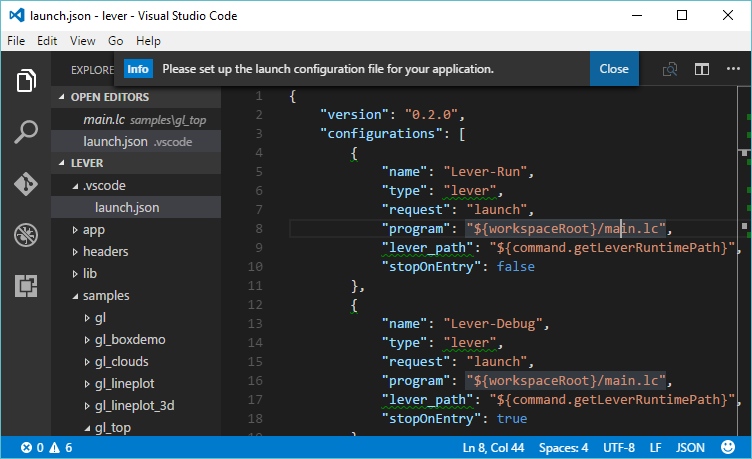 launch.json - lever - Visual Studio Code
File Edit View Go Help
EXPLORE
Info Please set up the launch configuration file for your application. Close
OPEN EDITORS
main.lc samples\gl_top
launch.json .vscode
LEVER
.vscode
launch.json
app
headers
lib
samples
gl
gl_boxdemo
gl_clouds
gl_lineplot
gl_lineplot_3d
gl_top
1 {
2 "version": "0.2.0",
3 "configurations": [
4 {
5 "name": "Lever-Run",
6 "type": "lever",
7 "request": "launch",
8 "program": "${workspaceRoot}/main.lc",
9 "lever_path": "${command.getLeverRuntimePath}",
10 "stopOnEntry": false
11 },
12 {
13 "name": "Lever-Debug",
14 "type": "lever",
15 "request": "launch",
16 "program": "${workspaceRoot}/main.lc",
17 "lever_path": "${command.getLeverRuntimePath}",
18 "stopOnEntry": true
0 6 Ln 8, Col 44 Spaces: 4 UTF-8 LF JSON